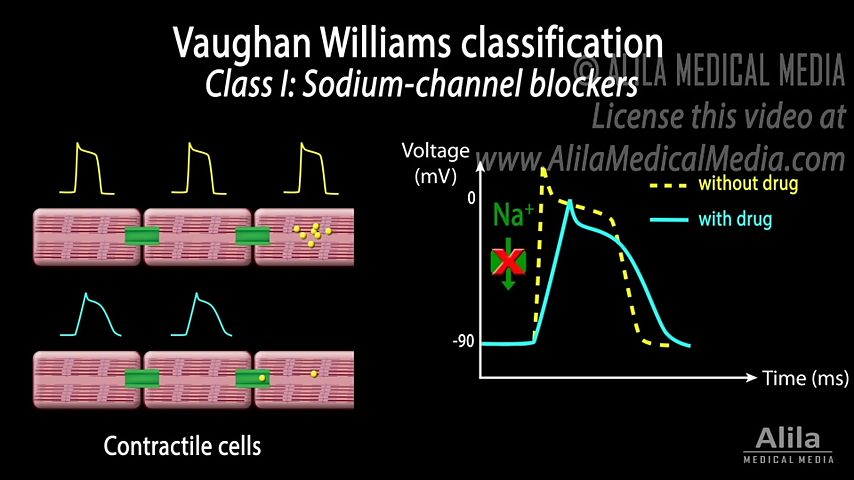 Vaughan Williams classification
Class I: Sodium-channel blockers
© ALILA MEDICAL MEDIA
License this video at
www.AlilaMedicalMedia.com
Voltage
(mV)
0
-90
Na+
without drug
with drug
Time (ms)
Contractile cells
Alila
MEDICAL MEDIA